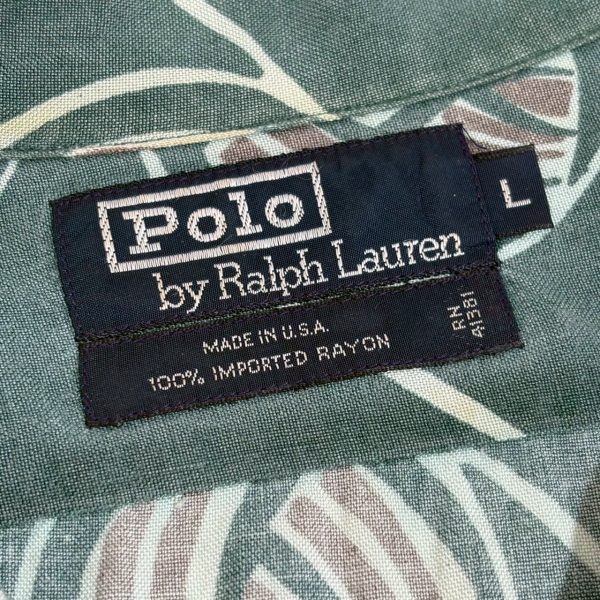 Polo
by Ralph Lauren
L
MADE IN U.S.A.
100% IMPORTED RAYON
RN
41381